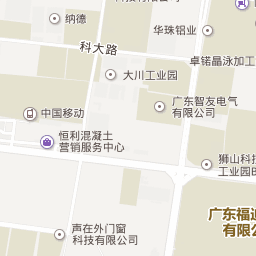 纳德
华珠铝业
科大路
卓锘晶泳加工
大川工业园
广东智友电气
有限公司
中国移动
恒利混凝土
营销服务中心
狮山科技
工业园B
声在外门窗
科技有限公司
广东福迪
有限公